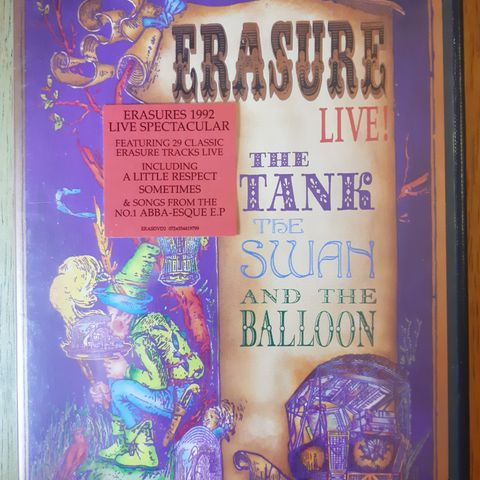 ERASURE
LIVE!
THE
TANK
THE
SWAN
AND THE
BALLOON
ERASURES 1992
LIVE SPECTACULAR
FEATURING 29 CLASSIC
ERASURE TRACKS LIVE
INCLUDING
A LITTLE RESPECT
SOMETIMES
& SONGS FROM THE
NO.1 ABBA-ESQUE E.P